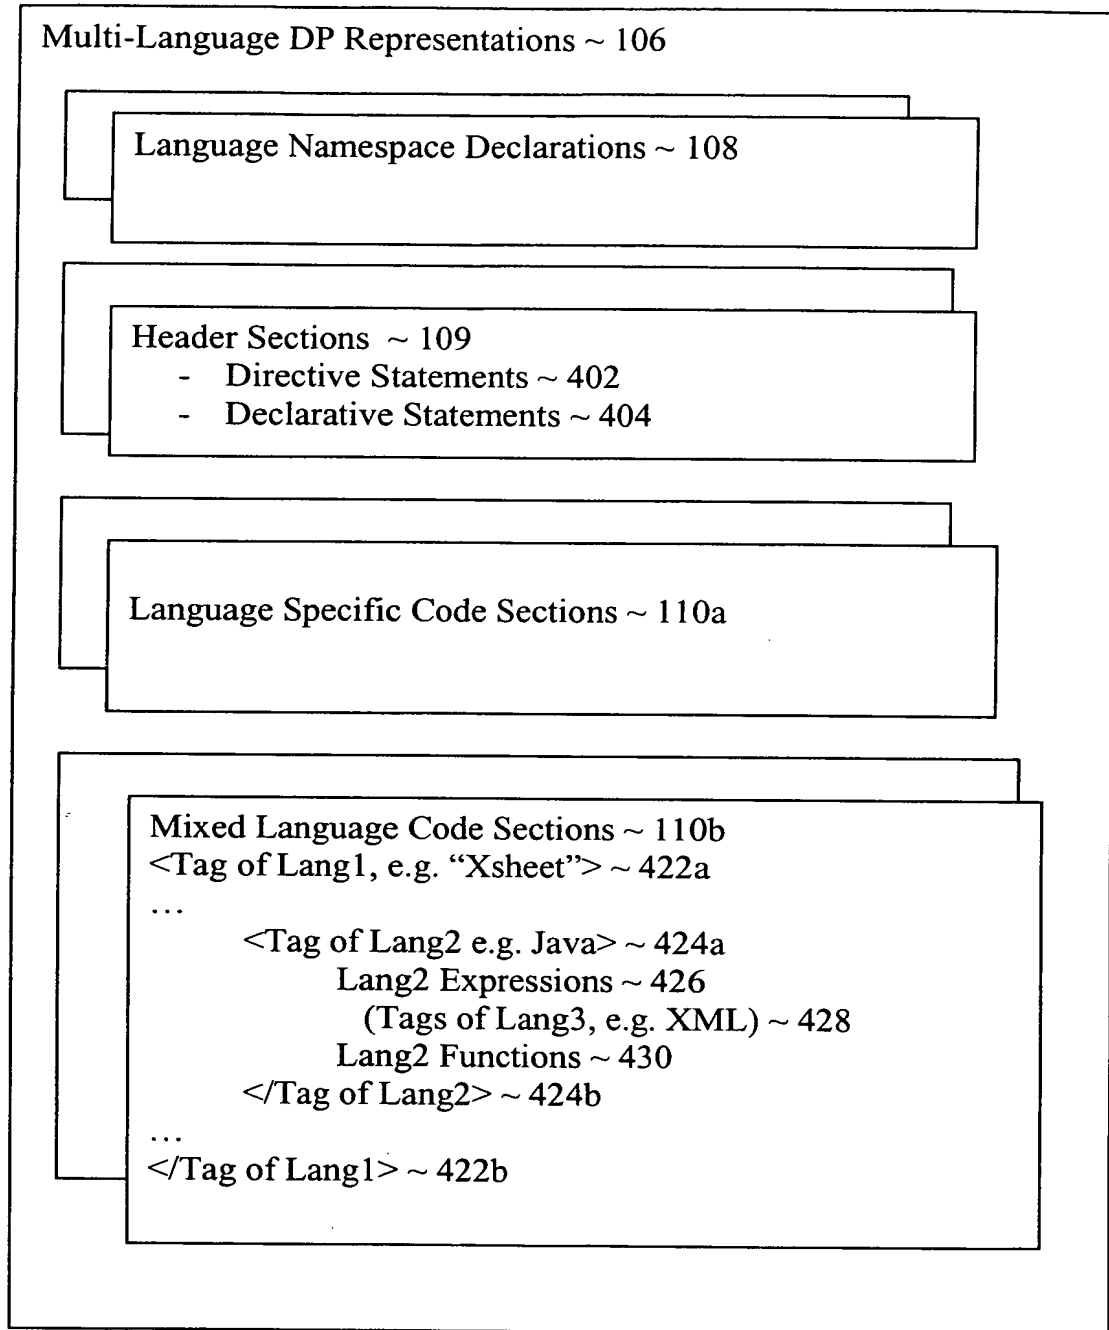 Multi-Language DP Representations ~ 106
Language Namespace Declarations ~ 108
Header Sections ~ 109
- Directive Statements ~ 402
- Declarative Statements ~ 404
Language Specific Code Sections ~ 110a
Mixed Language Code Sections ~ 110b
<Tag of Lang1, e.g. “Xsheet”> ~ 422a
…
<Tag of Lang2 e.g. Java> ~ 424a
Lang2 Expressions ~ 426
(Tags of Lang3, e.g. XML) ~ 428
Lang2 Functions ~ 430
</Tag of Lang2> ~ 424b
…
</Tag of Lang1> ~ 422b